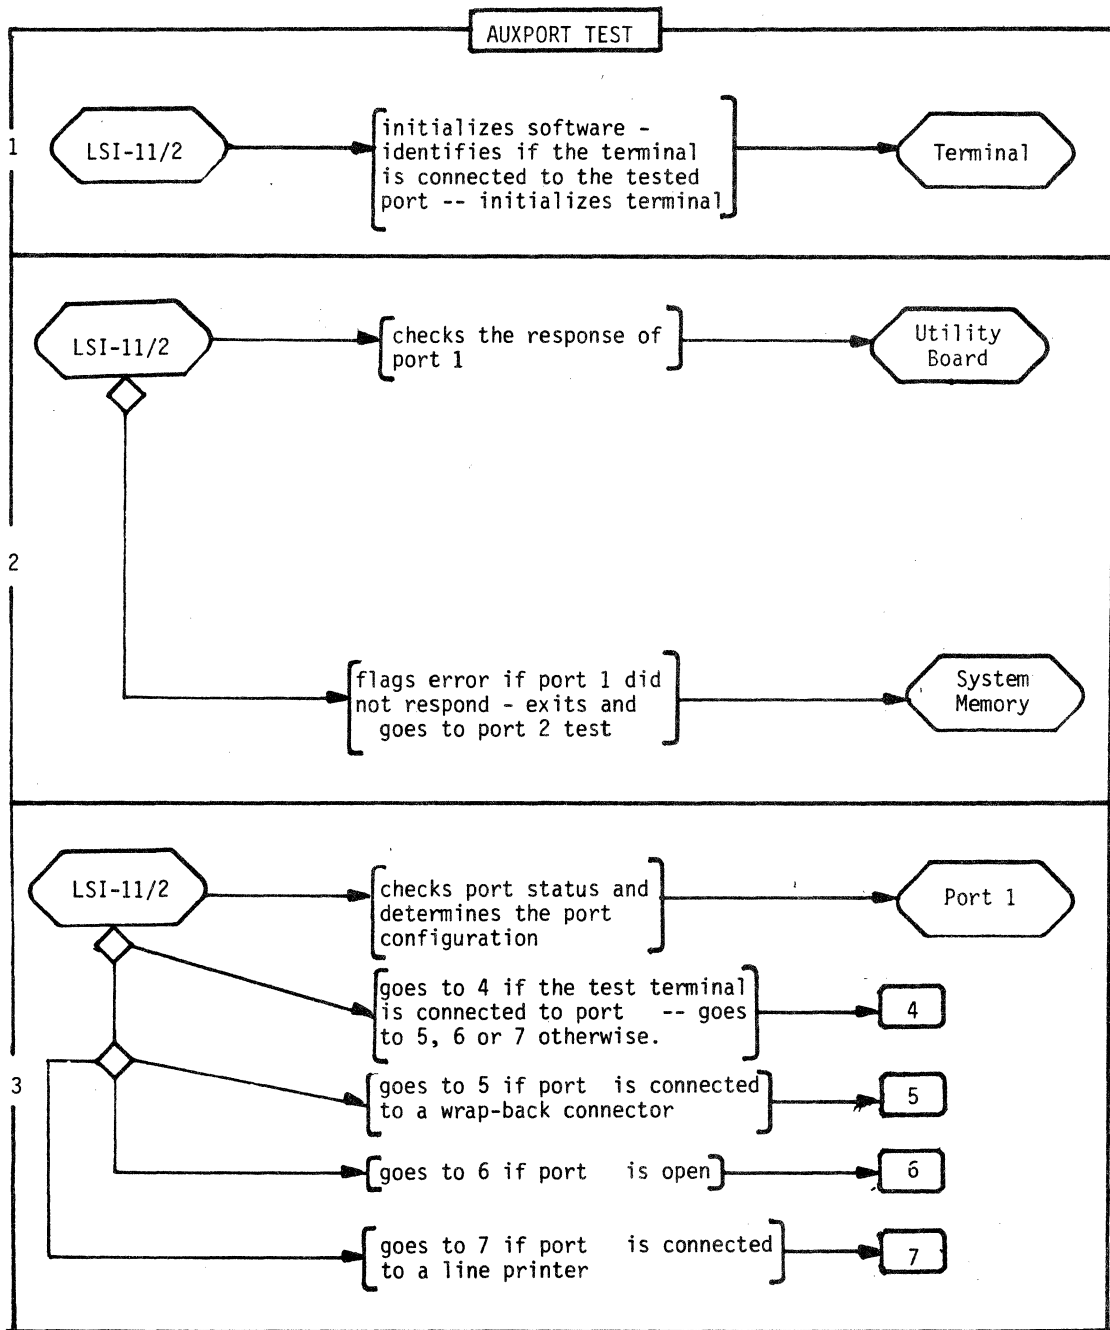 AUXPORT TEST
1
LSI-11/2
initializes software -
identifies if the terminal
is connected to the tested
port -- initializes terminal
Terminal
2
LSI-11/2
checks the response of
port 1
Utility
Board
flags error if port 1 did
not respond - exits and
goes to port 2 test
System
Memory
3
LSI-11/2
checks port status and
determines the port
configuration
Port 1
goes to 4 if the test terminal
is connected to port -- goes
to 5, 6 or 7 otherwise.
4
goes to 5 if port is connected
to a wrap-back connector
5
goes to 6 if port is open
6
goes to 7 if port is connected
to a line printer
7